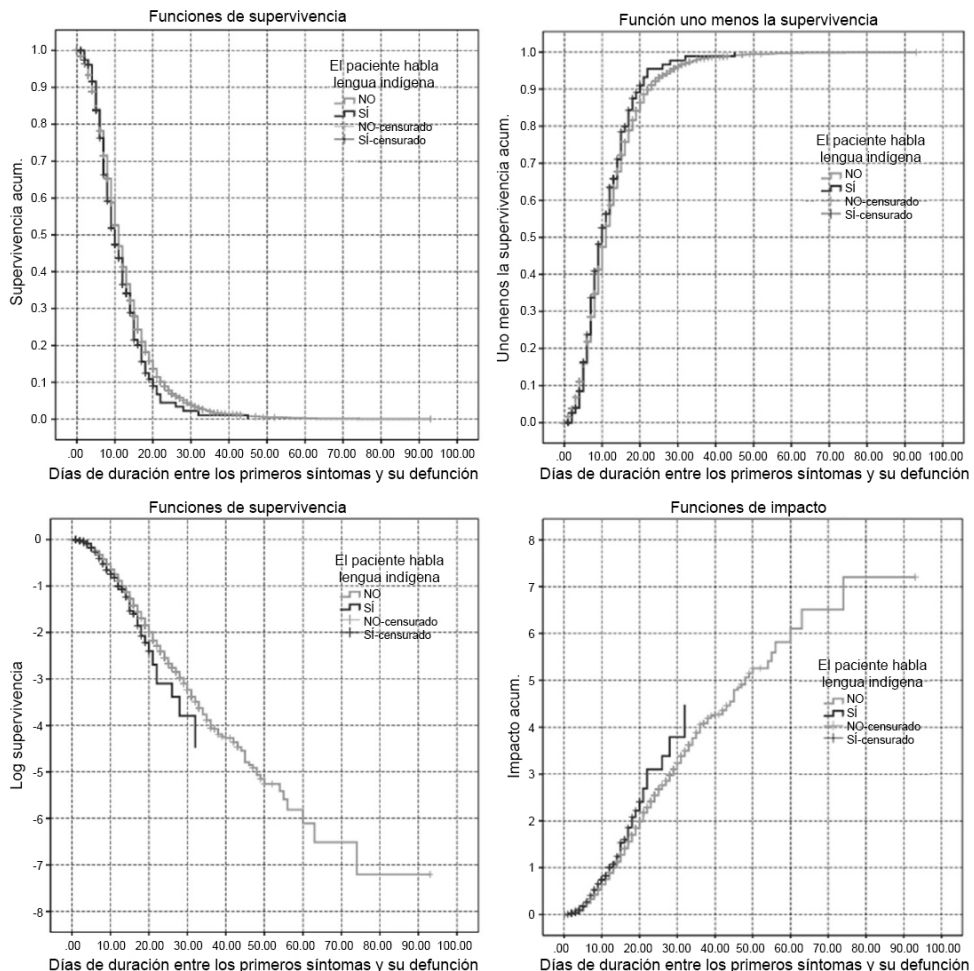 Funciones de supervivencia
Supervivencia acum.
1.0
0.9
0.8
0.7
0.6
0.5
0.4
0.3
0.2
0.1
0.0
El paciente habla
lengua indígena
NO
SÍ
NO-censurado
SÍ-censurado
.00 10.00 20.00 30.00 40.00 50.00 60.00 70.00 80.00 90.00 100.00
Días de duración entre los primeros síntomas y su defunción
Función uno menos la supervivencia
Uno menos la supervivencia acum.
1.0
0.9
0.8
0.7
0.6
0.5
0.4
0.3
0.2
0.1
0.0
El paciente habla
lengua indígena
NO
SÍ
NO-censurado
SÍ-censurado
.00 10.00 20.00 30.00 40.00 50.00 60.00 70.00 80.00 90.00 100.00
Días de duración entre los primeros síntomas y su defunción
Funciones de supervivencia
Log supervivencia
0
-1
-2
-3
-4
-5
-6
-7
-8
El paciente habla
lengua indígena
NO
SÍ
NO-censurado
SÍ-censurado
.00 10.00 20.00 30.00 40.00 50.00 60.00 70.00 80.00 90.00 100.00
Días de duración entre los primeros síntomas y su defunción
Funciones de impacto
Impacto acum.
8
7
6
5
4
3
2
1
0
El paciente habla
lengua indígena
NO
SÍ
NO-censurado
SÍ-censurado
.00 10.00 20.00 30.00 40.00 50.00 60.00 70.00 80.00 90.00 100.00
Días de duración entre los primeros síntomas y su defunción